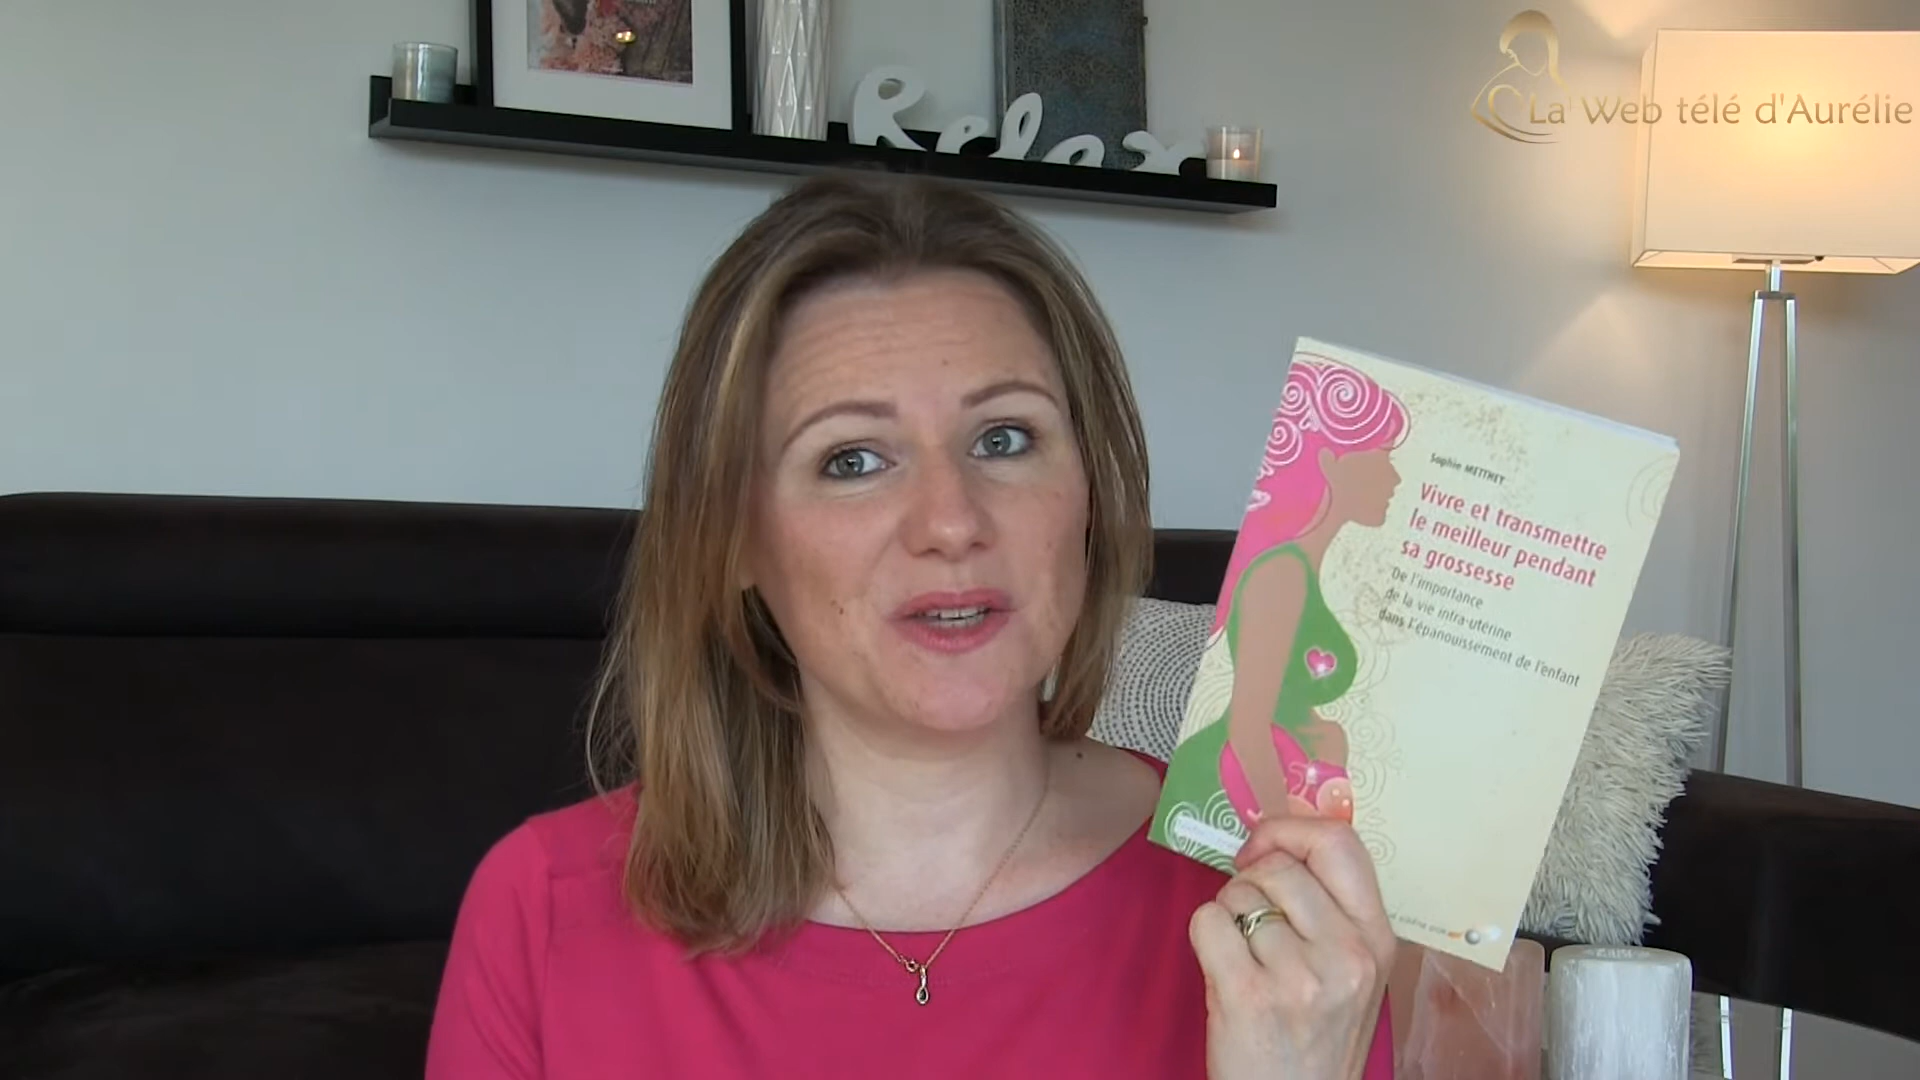 Relax
La Web télé d'Aurélie
Sophie METTHEY
Vivre et transmettre
le meilleur pendant
sa grossesse
De l'importance
de la vie intra-utérine
dans l'épanouissement de l'enfant